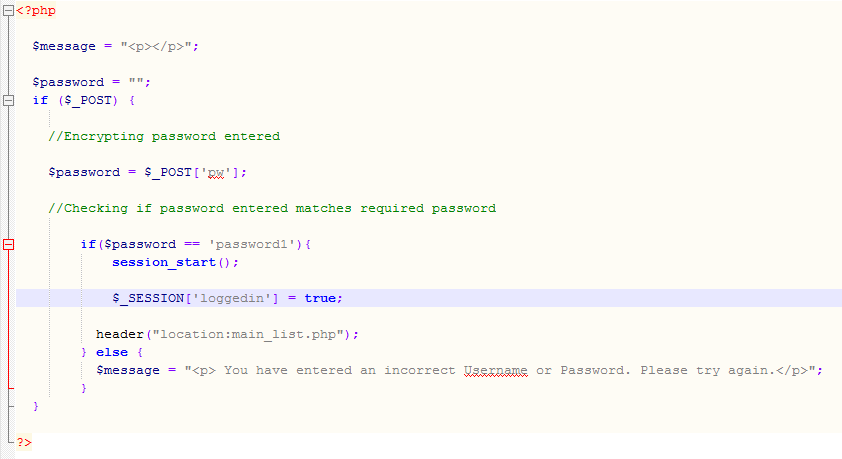 <?php
$message = "<p></p>";
$password = "";
if ($_POST) {
//Encrypting password entered
$password = $_POST['pw'];
//Checking if password entered matches required password
if($password == 'password1'){
session_start();
$_SESSION['loggedin'] = true;
header("location:main_list.php");
} else {
$message = "<p> You have entered an incorrect Username or Password. Please try again.</p>";
}
}
?>